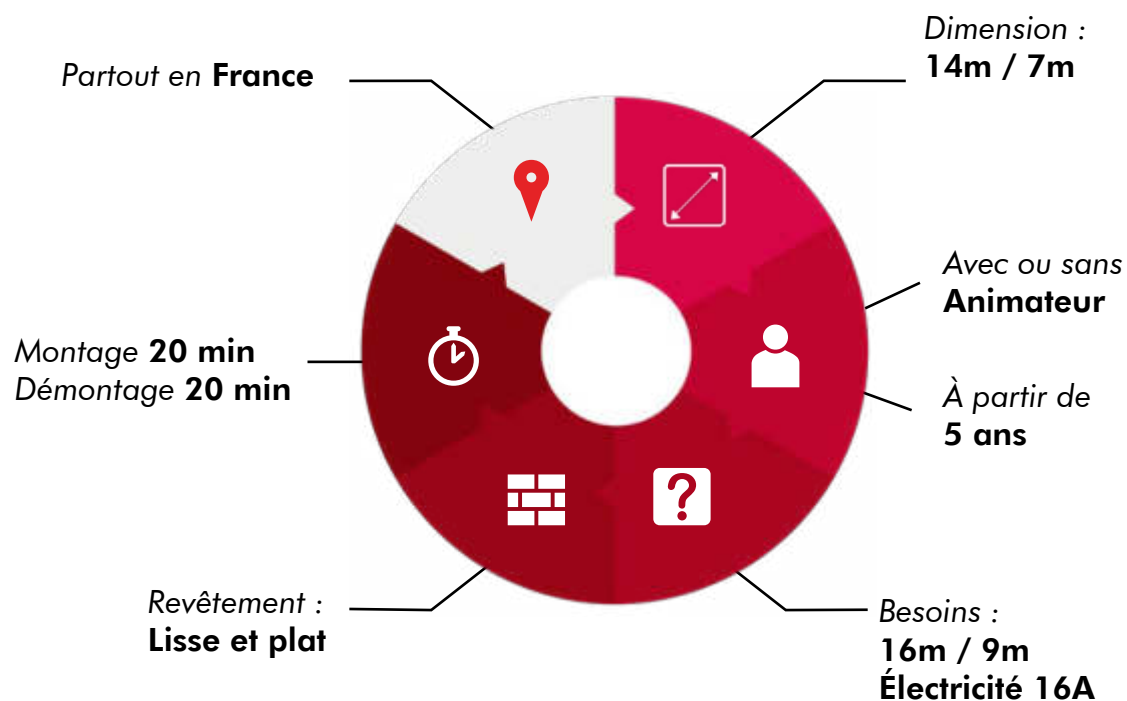 Dimension :
14m / 7m
Partout en France
Avec ou sans
Animateur
Montage 20 min
Démontage 20 min
À partir de
5 ans
Revêtement :
Lisse et plat
Besoins :
16m / 9m
Électricité 16A